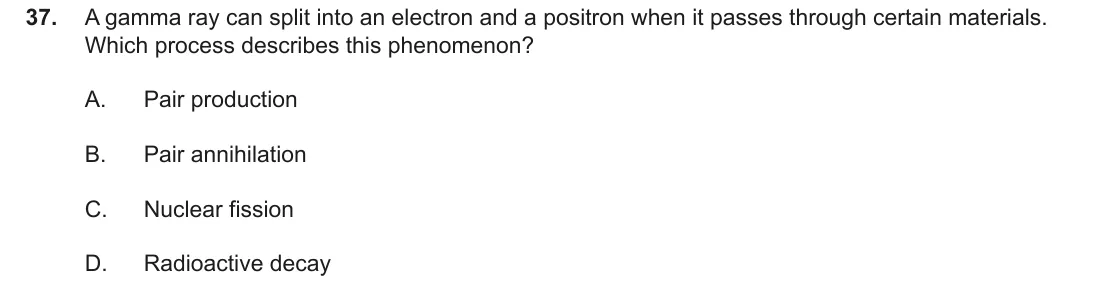 37. A gamma ray can split into an electron and a positron when it passes through certain materials.
Which process describes this phenomenon?
A. Pair production
B. Pair annihilation
C. Nuclear fission
D. Radioactive decay